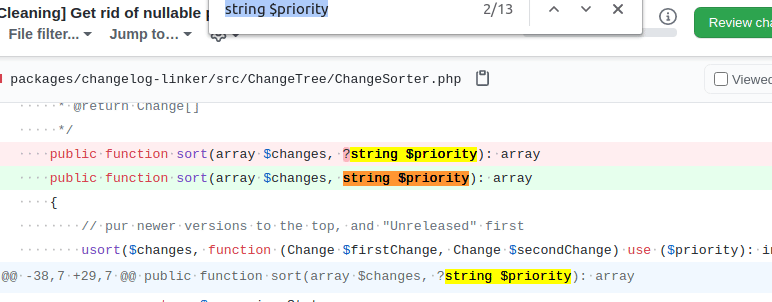 Cleaning] Get rid of nullable p
string $priority
2/13
File filter...
Jump to...
Review cha
packages/changelog-linker/src/ChangeTree/ChangeSorter.php
Viewed
* @return Change[]
*/
public function sort(array $changes, ?string $priority): array
public function sort(array $changes, string $priority): array
{
// pur newer versions to the top, and "Unreleased" first
usort($changes, function (Change $firstChange, Change $secondChange) use ($priority): in
@@ -38,7 +29,7 @@ public function sort(array $changes, ?string $priority): array